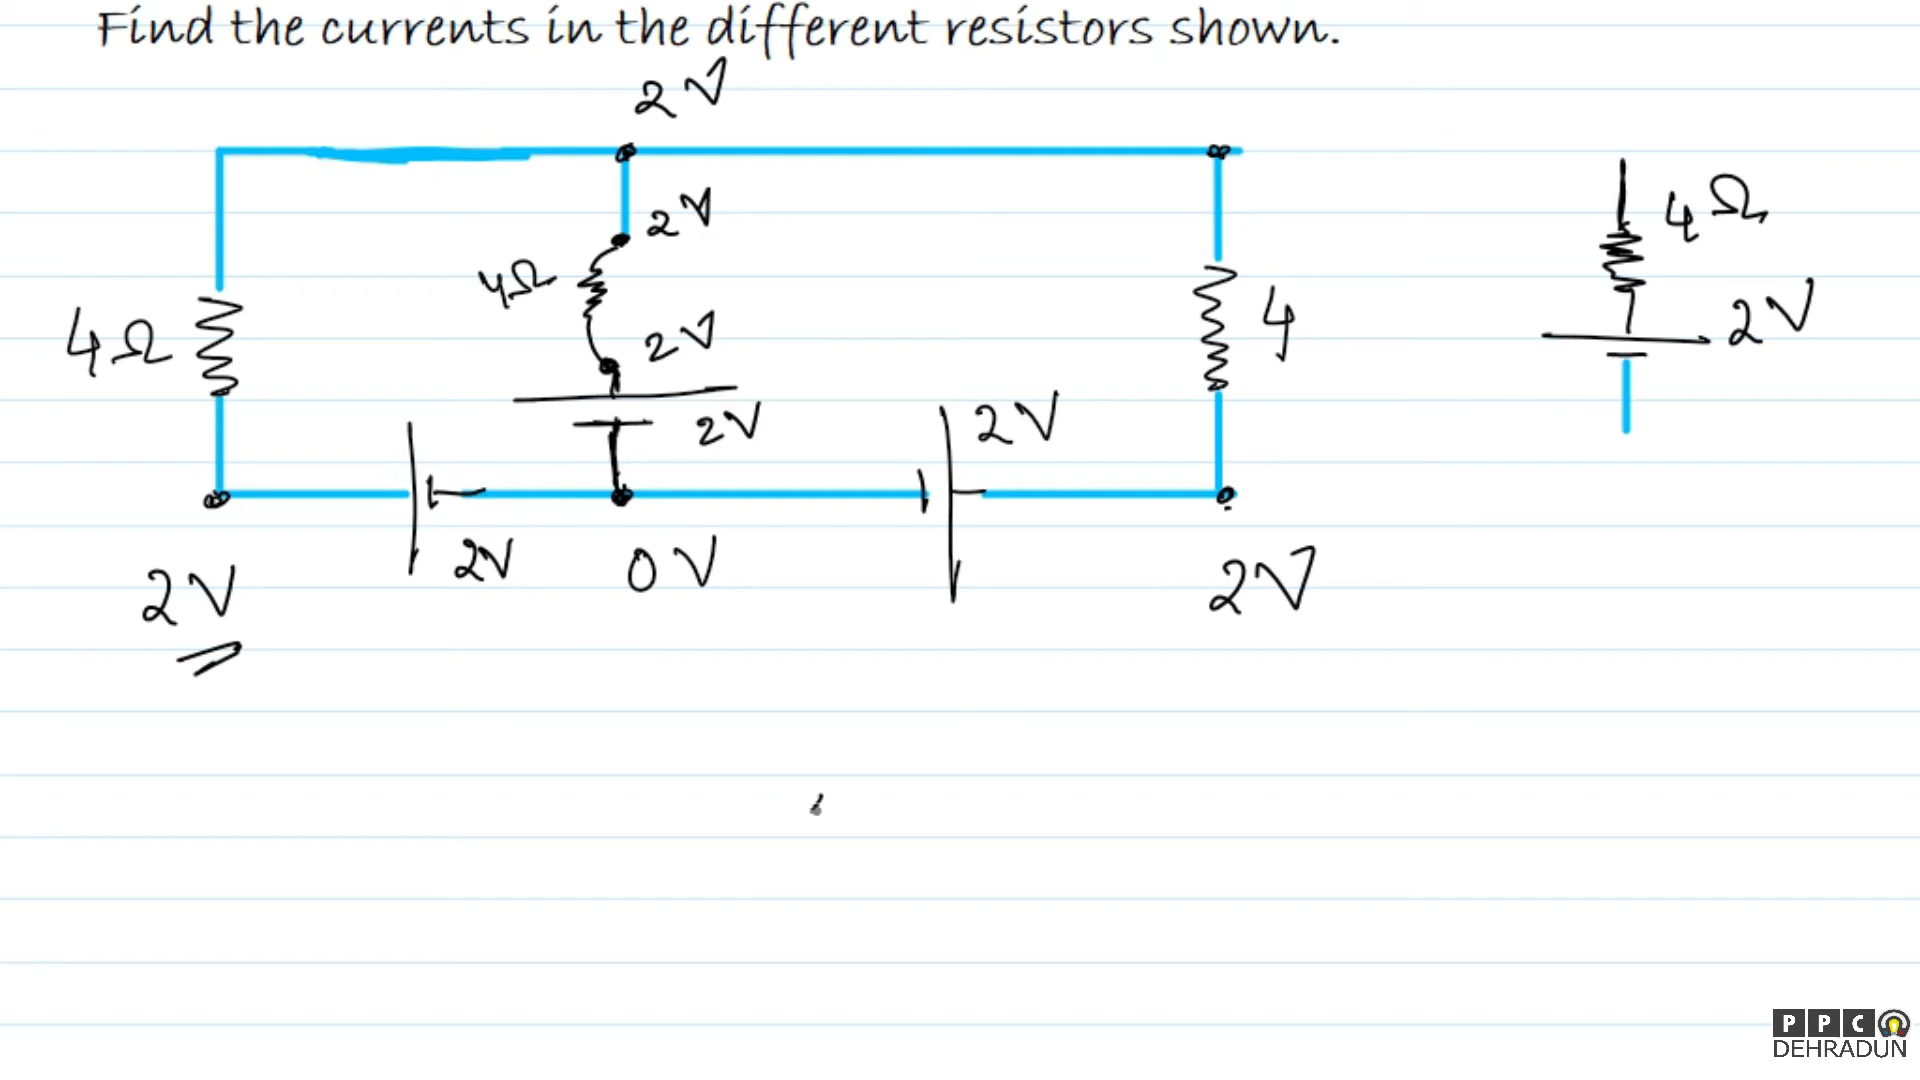 Find the currents in the different resistors shown.
2V
2V
4Ω
4Ω
2V
2V
4Ω
4
2V
2V
2V
2V
0V
2V
2V
PPC
DEHRADUN